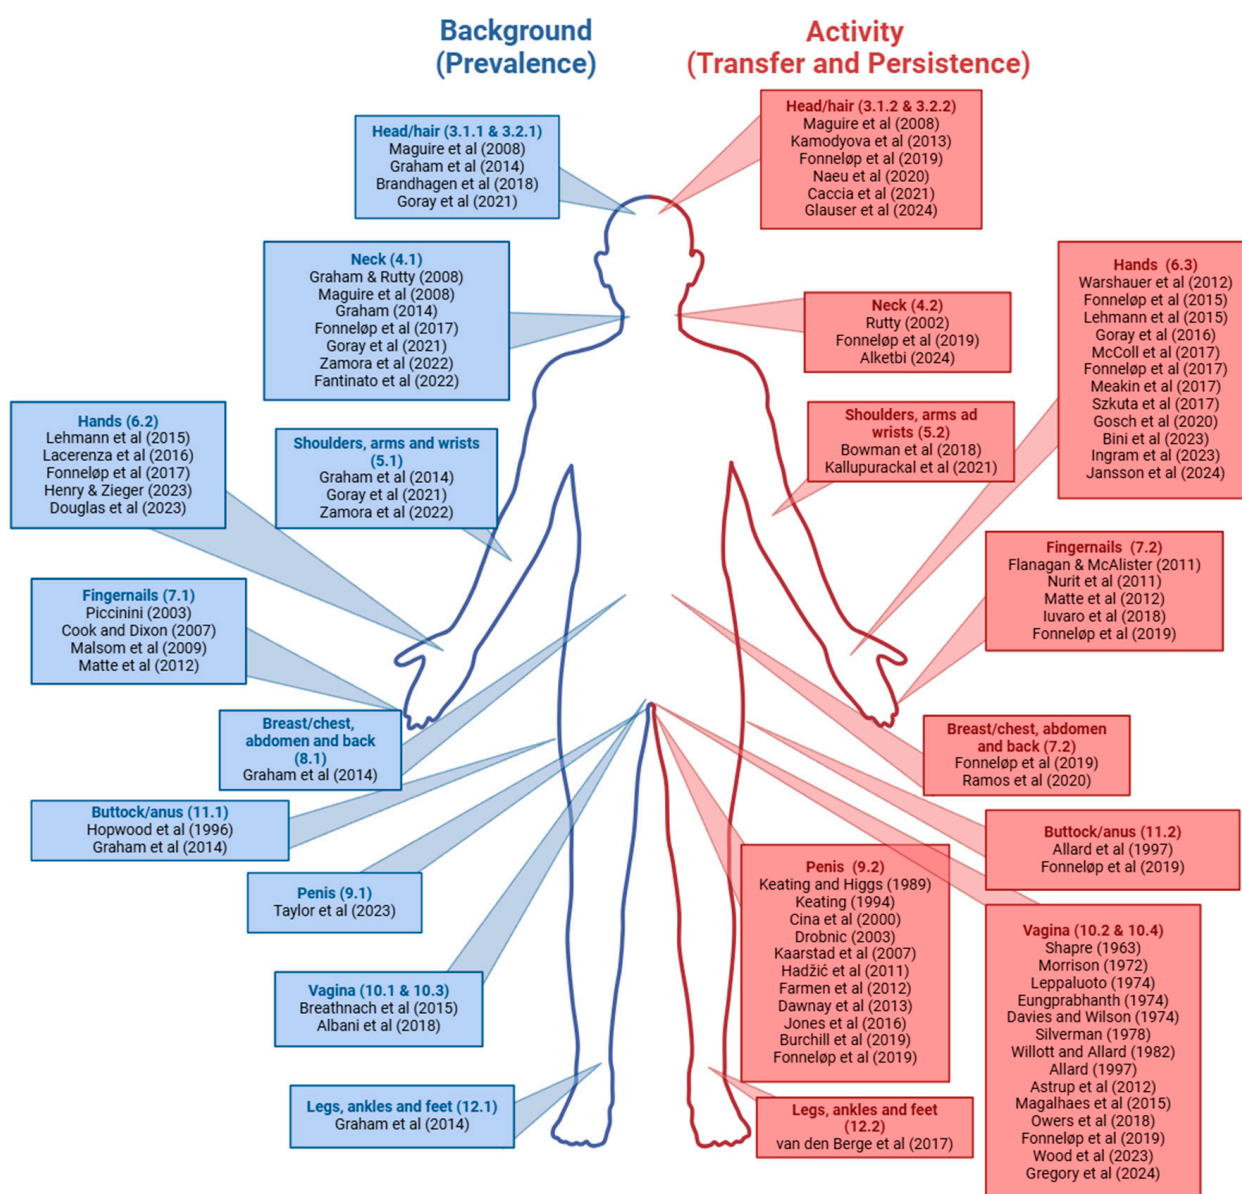 Background
(Prevalence)
Activity
(Transfer and Persistence)
Head/hair (3.1.1 & 3.2.1)
Maguire et al (2008)
Graham et al (2014)
Brandhagen et al (2018)
Goray et al (2021)
Head/hair (3.1.2 & 3.2.2)
Maguire et al (2008)
Kamodyova et al (2013)
Fonneløp et al (2019)
Naeu et al (2020)
Caccia et al (2021)
Glauser et al (2024)
Neck (4.1)
Graham & Rutty (2008)
Maguire et al (2008)
Graham (2014)
Fonneløp et al (2017)
Goray et al (2021)
Zamora et al (2022)
Fantinato et al (2022)
Neck (4.2)
Rutty (2002)
Fonneløp et al (2019)
Alketbi (2024)
Hands (6.3)
Warshauer et al (2012)
Fonneløp et al (2015)
Lehmann et al (2015)
Goray et al (2016)
McColl et al (2017)
Fonneløp et al (2017)
Meakin et al (2017)
Szkuta et al (2017)
Gosch et al (2020)
Bini et al (2023)
Ingram et al (2023)
Jansson et al (2024)
Hands (6.2)
Lehmann et al (2015)
Lacerenza et al (2016)
Fonneløp et al (2017)
Henry & Zieger (2023)
Douglas et al (2023)
Shoulders, arms and wrists
(5.1)
Graham et al (2014)
Goray et al (2021)
Zamora et al (2022)
Shoulders, arms ad
wrists (5.2)
Bowman et al (2018)
Kallupurackal et al (2021)
Fingernails (7.1)
Piccinini (2003)
Cook and Dixon (2007)
Malsom et al (2009)
Matte et al (2012)
Fingernails (7.2)
Flanagan & McAlister (2011)
Nurit et al (2011)
Matte et al (2012)
Iuvaro et al (2018)
Fonneløp et al (2019)
Breast/chest,
abdomen and back
(8.1)
Graham et al (2014)
Breast/chest, abdomen
and back (7.2)
Fonneløp et al (2019)
Ramos et al (2020)
Buttock/anus (11.1)
Hopwood et al (1996)
Graham et al (2014)
Buttock/anus (11.2)
Allard et al (1997)
Fonneløp et al (2019)
Penis (9.1)
Taylor et al (2023)
Penis (9.2)
Keating and Higgs (1989)
Keating (1994)
Cina et al (2000)
Drobnic (2003)
Kaarstad et al (2007)
Hadžić et al (2011)
Farmen et al (2012)
Dawnay et al (2013)
Jones et al (2016)
Burchill et al (2019)
Fonneløp et al (2019)
Vagina (10.1 & 10.3)
Breathnach et al (2015)
Albani et al (2018)
Vagina (10.2 & 10.4)
Shapre (1963)
Morrison (1972)
Leppaluoto (1974)
Eungprabhanth (1974)
Davies and Wilson (1974)
Silverman (1978)
Willott and Allard (1982)
Allard (1997)
Astrup et al (2012)
Magalhaes et al (2015)
Owers et al (2018)
Fonneløp et al (2019)
Wood et al (2023)
Gregory et al (2024)
Legs, ankles and feet (12.1)
Graham et al (2014)
Legs, ankles and feet
(12.2)
van den Berge et al (2017)